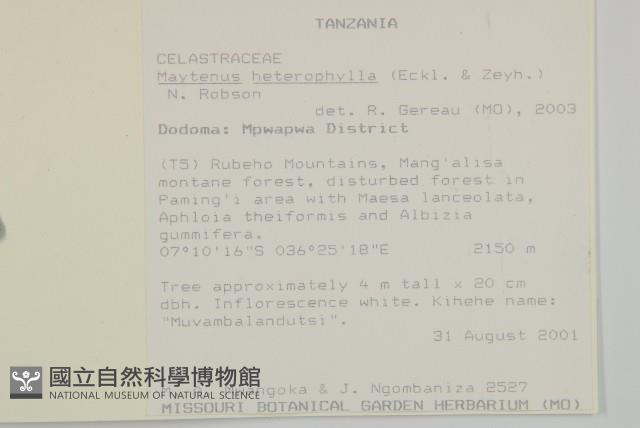 TANZANIA
CELASTRACEAE
Maytenus heterophylla (Eckl. & Zeyh.)
N. Robson
det. R. Gereau (MO), 2003
Dodoma: Mpwapwa District
(T5) Rubeho Mountains, Mang'alisa
montane forest, disturbed forest in
Paming'i area with Maesa lanceolata,
Aphloia theiformis and Albizia
gummifera.
07°10'16"S 036°25'18"E 2150 m
Tree approximately 4 m tall x 20 cm
dbh. Inflorescence white. Kihehe name:
"Muvambalandutsi".
31 August 2001
& J. Ngombaniza 2527
MISSOURI BOTANICAL GARDEN HERBARIUM (MO)
國立自然科學博物館
NATIONAL MUSEUM OF NATURAL SCIENCE